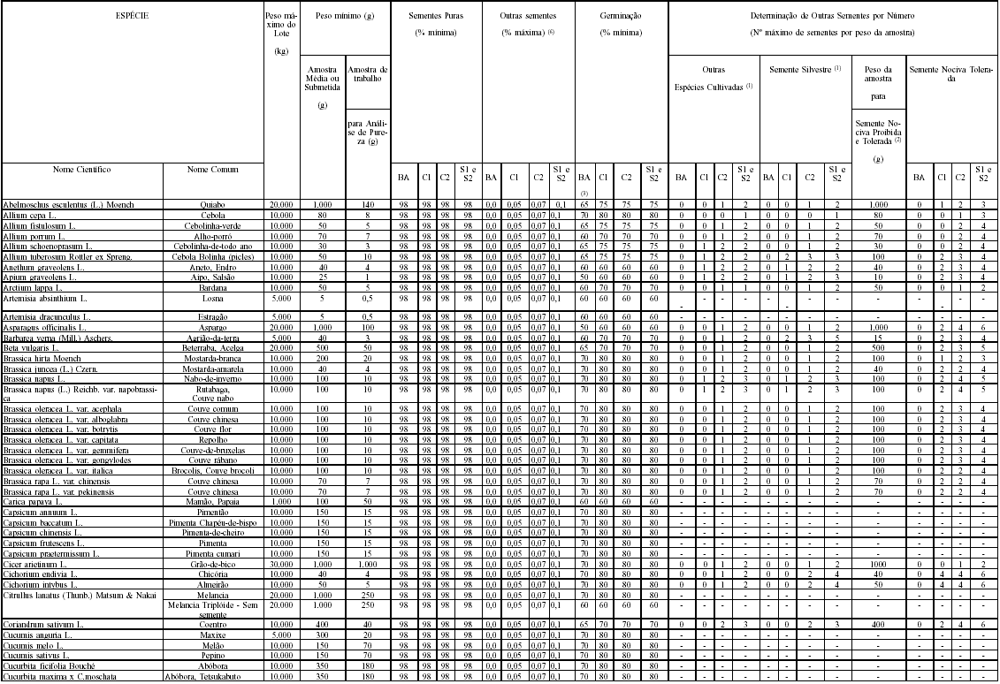 ESPÉCIE
Peso má-
ximo do
Lote
(kg)
Peso mínimo (g)
Sementes Puras
(% mínima)
Outras sementes
(% máxima) (6)
Germinação
(% mínima)
Determinação de Outras Sementes por Número
(Nº máximo de sementes por peso da amostra)
Amostra
Média ou
Submetida
(g)
Amostra de
trabalho
para Análi-
se de Pure-
za (g)
Outras
Espécies Cultivadas (1)
Semente Silvestre (1)
Peso da
amostra
para
Semente No-
civa Proibida
e Tolerada (2)
(g)
Semente Nociva Tolera-
da
Nome Científico Nome Comum BA C1 C2 S1 e S2 BA C1 C2 S1 e S2 BA (3) C1 C2 S1 e S2 BA C1 C2 S1 e S2 BA C1 C2 S1 e S2 BA C1 C2 S1 e S2
Abelmoschus esculentus (L.) Moench Quiabo 20.000 1.000 140 98 98 98 98 0,0 0,05 0,07 0,1 65 75 75 75 0 0 1 2 0 0 1 2 1.000 0 1 2 3
Allium cepa L. Cebola 10.000 80 8 98 98 98 98 0,0 0,05 0,07 0,1 60 70 70 70 0 0 0 1 0 0 1 0 80 0 0 1 3
Allium fistulosum L. Cebolinha-verde 10.000 50 5 98 98 98 98 0,0 0,05 0,07 0,1 65 75 75 75 0 0 1 2 0 0 1 2 50 0 0 2 4
Allium porrum L. Alho-porró 10.000 70 7 98 98 98 98 0,0 0,05 0,07 0,1 60 70 70 70 0 0 1 2 0 0 1 2 70 0 0 2 4
Allium schoenoprasum L. Cebolinha-de-todo ano 10.000 30 3 98 98 98 98 0,0 0,05 0,07 0,1 65 75 75 75 0 1 2 2 0 1 2 2 30 0 0 2 4
Allium tuberosum Rottler ex Spreng. Cebola Bolinha (picles) 10.000 50 10 98 98 98 98 0,0 0,05 0,07 0,1 65 75 75 75 0 1 2 2 0 2 3 3 100 0 2 3 4
Anethum graveolens L. Aneto, Endro 10.000 40 4 98 98 98 98 0,0 0,05 0,07 0,1 60 60 60 60 0 1 2 2 0 1 2 2 40 0 2 3 4
Apium graveolens L. Aipo, Salsão 10.000 25 1 98 98 98 98 0,0 0,05 0,07 0,1 50 60 60 60 0 1 2 2 0 1 2 3 10 0 2 3 4
Arctium lappa L. Bardana 10.000 50 5 98 98 98 98 0,0 0,05 0,07 0,1 60 70 70 70 0 0 1 1 0 0 1 2 50 0 0 1 2
Artemisia absinthium L. Losna 5.000 5 0,5 98 98 98 98 0,0 0,05 0,07 0,1 60 60 60 60 - - - - - - - - - - - - -
Artemisia dracunculus L. Estragão 5.000 5 0,5 98 98 98 98 0,0 0,05 0,07 0,1 60 60 60 60 - - - - - - - - - - - - -
Asparagus officinalis L. Aspargo 20.000 1.000 100 98 98 98 98 0,0 0,05 0,07 0,1 50 60 60 60 0 0 1 2 0 0 1 2 1.000 0 2 4 6
Barbarea verna (Mill.) Aschers. Agrião-da-terra 5.000 40 3 98 98 98 98 0,0 0,05 0,07 0,1 60 70 70 70 0 0 1 2 0 2 3 5 15 0 2 3 4
Beta vulgaris L. Beterraba, Acelga 20.000 500 50 98 98 98 98 0,0 0,05 0,07 0,1 65 70 70 70 0 0 1 2 0 0 1 2 500 0 2 3 5
Brassica hirta Moench Mostarda-branca 10.000 200 20 98 98 98 98 0,0 0,05 0,07 0,1 70 80 80 80 0 0 1 2 0 0 1 2 100 0 1 2 3
Brassica juncea (L.) Czern. Mostarda-amarela 10.000 40 4 98 98 98 98 0,0 0,05 0,07 0,1 70 80 80 80 0 0 1 2 0 0 1 2 40 0 2 2 4
Brassica napus L. Nabo-de-inverno 10.000 100 10 98 98 98 98 0,0 0,05 0,07 0,1 70 80 80 80 0 1 2 3 0 1 2 3 100 0 2 4 5
Brassica napus (L.) Reichb. var. napobrassi- Rutabaga, 10.000 100 10 98 98 98 98 0,0 0,05 0,07 0,1 70 80 80 80 0 1 2 3 0 1 2 3 100 0 2 4 5
ca Couve nabo
Brassica oleracea L. var. acephala Couve comum 10.000 100 10 98 98 98 98 0,0 0,05 0,07 0,1 70 80 80 80 0 0 1 2 0 0 1 2 100 0 2 3 4
Brassica oleracea L. var. alboglabra Couve chinesa 10.000 100 10 98 98 98 98 0,0 0,05 0,07 0,1 70 80 80 80 0 0 1 2 0 0 1 2 100 0 2 3 4
Brassica oleracea L. var. botrytis Couve flor 10.000 100 10 98 98 98 98 0,0 0,05 0,07 0,1 70 80 80 80 0 0 1 2 0 0 1 2 100 0 2 3 4
Brassica oleracea L. var. capitata Repolho 10.000 100 10 98 98 98 98 0,0 0,05 0,07 0,1 70 80 80 80 0 0 1 2 0 0 1 2 100 0 2 3 4
Brassica oleracea L. var. gemmifera Couve-de-bruxelas 10.000 100 10 98 98 98 98 0,0 0,05 0,07 0,1 70 80 80 80 0 0 1 2 0 0 1 2 100 0 2 3 4
Brassica oleracea L. var. gongylodes Couve rábano 10.000 100 10 98 98 98 98 0,0 0,05 0,07 0,1 70 80 80 80 0 0 1 2 0 0 1 2 100 0 2 3 4
Brassica oleracea L. var. italica Brocolis, Couve brocoli 10.000 100 10 98 98 98 98 0,0 0,05 0,07 0,1 70 80 80 80 0 0 1 2 0 0 1 2 100 0 2 2 4
Brassica rapa L. var. chinensis Couve chinesa 10.000 70 7 98 98 98 98 0,0 0,05 0,07 0,1 70 80 80 80 0 0 1 2 0 0 1 2 70 0 2 2 4
Brassica rapa L. var. pekinensis Couve chinesa 10.000 70 7 98 98 98 98 0,0 0,05 0,07 0,1 70 80 80 80 0 0 1 2 0 0 1 2 70 0 2 2 4
Carica papaya L. Mamão, Papaia 1.000 100 50 98 98 98 98 0,0 0,05 0,07 0,1 60 60 60 60 - - - - - - - - - - - - -
Capsicum annuum L. Pimentão 10.000 150 15 98 98 98 98 0,0 0,05 0,07 0,1 70 80 80 80 - - - - - - - - - - - - -
Capsicum baccatum L. Pimenta Chapéu-de-bispo 10.000 150 15 98 98 98 98 0,0 0,05 0,07 0,1 70 80 80 80 - - - - - - - - - - - - -
Capsicum chinensis L. Pimenta-de-cheiro 10.000 150 15 98 98 98 98 0,0 0,05 0,07 0,1 70 80 80 80 - - - - - - - - - - - - -
Capsicum frutescens L. Pimenta 10.000 150 15 98 98 98 98 0,0 0,05 0,07 0,1 70 80 80 80 - - - - - - - - - - - - -
Capsicum praetermissum L. Pimenta cumari 10.000 150 15 98 98 98 98 0,0 0,05 0,07 0,1 70 80 80 80 - - - - - - - - - - - - -
Cicer arietinum L. Grão-de-bico 30.000 1.000 1.000 98 98 98 98 0,0 0,05 0,07 0,1 70 80 80 80 0 0 1 2 0 0 1 2 1000 0 0 1 2
Cichorium endivia L. Chicória 10.000 40 4 98 98 98 98 0,0 0,05 0,07 0,1 70 80 80 80 0 0 1 2 0 0 2 4 40 0 4 4 6
Cichorium intybus L. Almeirão 10.000 50 5 98 98 98 98 0,0 0,05 0,07 0,1 70 80 80 80 0 0 1 2 0 0 2 4 50 0 4 4 6
Citrullus lanatus (Thunb.) Matsum & Nakai Melancia 20.000 1.000 250 98 98 98 98 0,0 0,05 0,07 0,1 70 80 80 80 - - - - - - - - - - - - -
Melancia Triplóide - Sem 20.000 1.000 250 98 98 98 98 0,0 0,05 0,07 0,1 60 60 60 60 - - - - - - - - - - - - -
semente
Coriandrum sativum L. Coentro 10.000 400 40 98 98 98 98 0,0 0,05 0,07 0,1 65 70 70 70 0 0 2 3 0 0 2 3 400 0 2 4 6
Cucumis anguria L. Maxixe 5.000 300 20 98 98 98 98 0,0 0,05 0,07 0,1 70 80 80 80 - - - - - - - - - - - - -
Cucumis melo L. Melão 10.000 150 70 98 98 98 98 0,0 0,05 0,07 0,1 70 80 80 80 - - - - - - - - - - - - -
Cucumis sativus L. Pepino 10.000 150 70 98 98 98 98 0,0 0,05 0,07 0,1 70 80 80 80 - - - - - - - - - - - - -
Cucurbita ficifolia Bouché Abóbora 10.000 350 180 98 98 98 98 0,0 0,05 0,07 0,1 70 80 80 80 - - - - - - - - - - - - -
Cucurbita maxima x C.moschata Abóbora, Tetsukabuto 10.000 350 180 98 98 98 98 0,0 0,05 0,07 0,1 70 80 80 80 - - - - - - - - - - - - -